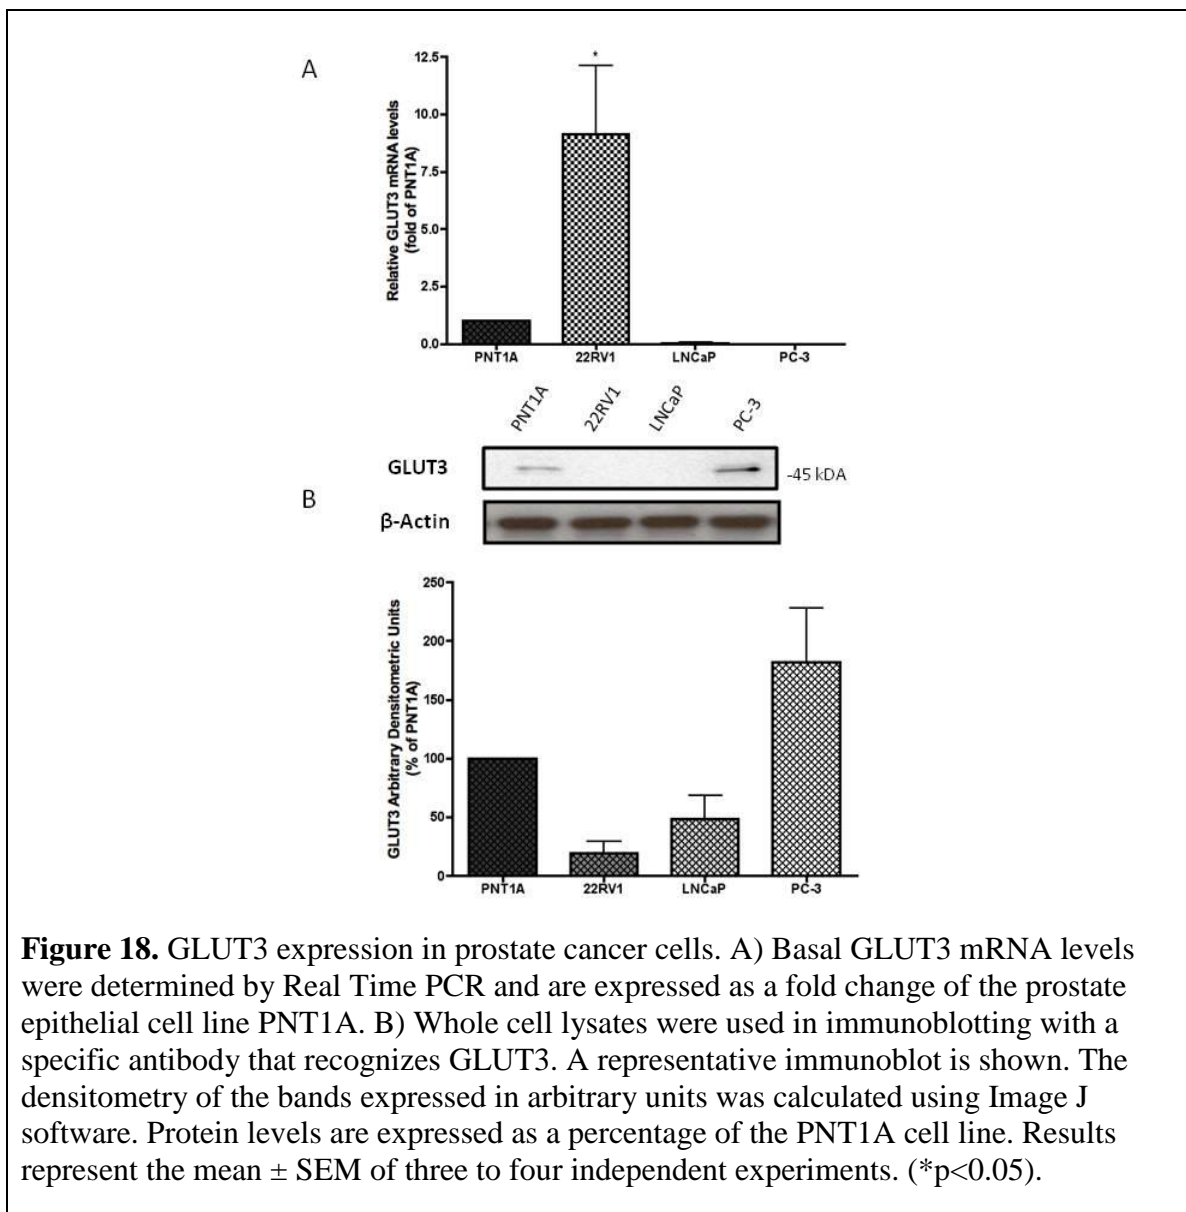 A
Relative GLUT3 mRNA levels
(fold of PNT1A)
12.5
10.0
7.5
5.0
2.5
0.0
*
PNT1A
22RV1
LNCaP
PC-3
B
PNT1A
22RV1
LNCaP
PC-3
GLUT3
-45 kDA
β-Actin
GLUT3 Arbitrary Densitometric Units
(% of PNT1A)
250
200
150
100
50
0
PNT1A
22RV1
LNCaP
PC-3
Figure 18. GLUT3 expression in prostate cancer cells. A) Basal GLUT3 mRNA levels
were determined by Real Time PCR and are expressed as a fold change of the prostate
epithelial cell line PNT1A. B) Whole cell lysates were used in immunoblotting with a
specific antibody that recognizes GLUT3. A representative immunoblot is shown. The
densitometry of the bands expressed in arbitrary units was calculated using Image J
software. Protein levels are expressed as a percentage of the PNT1A cell line. Results
represent the mean ± SEM of three to four independent experiments. (*p<0.05).